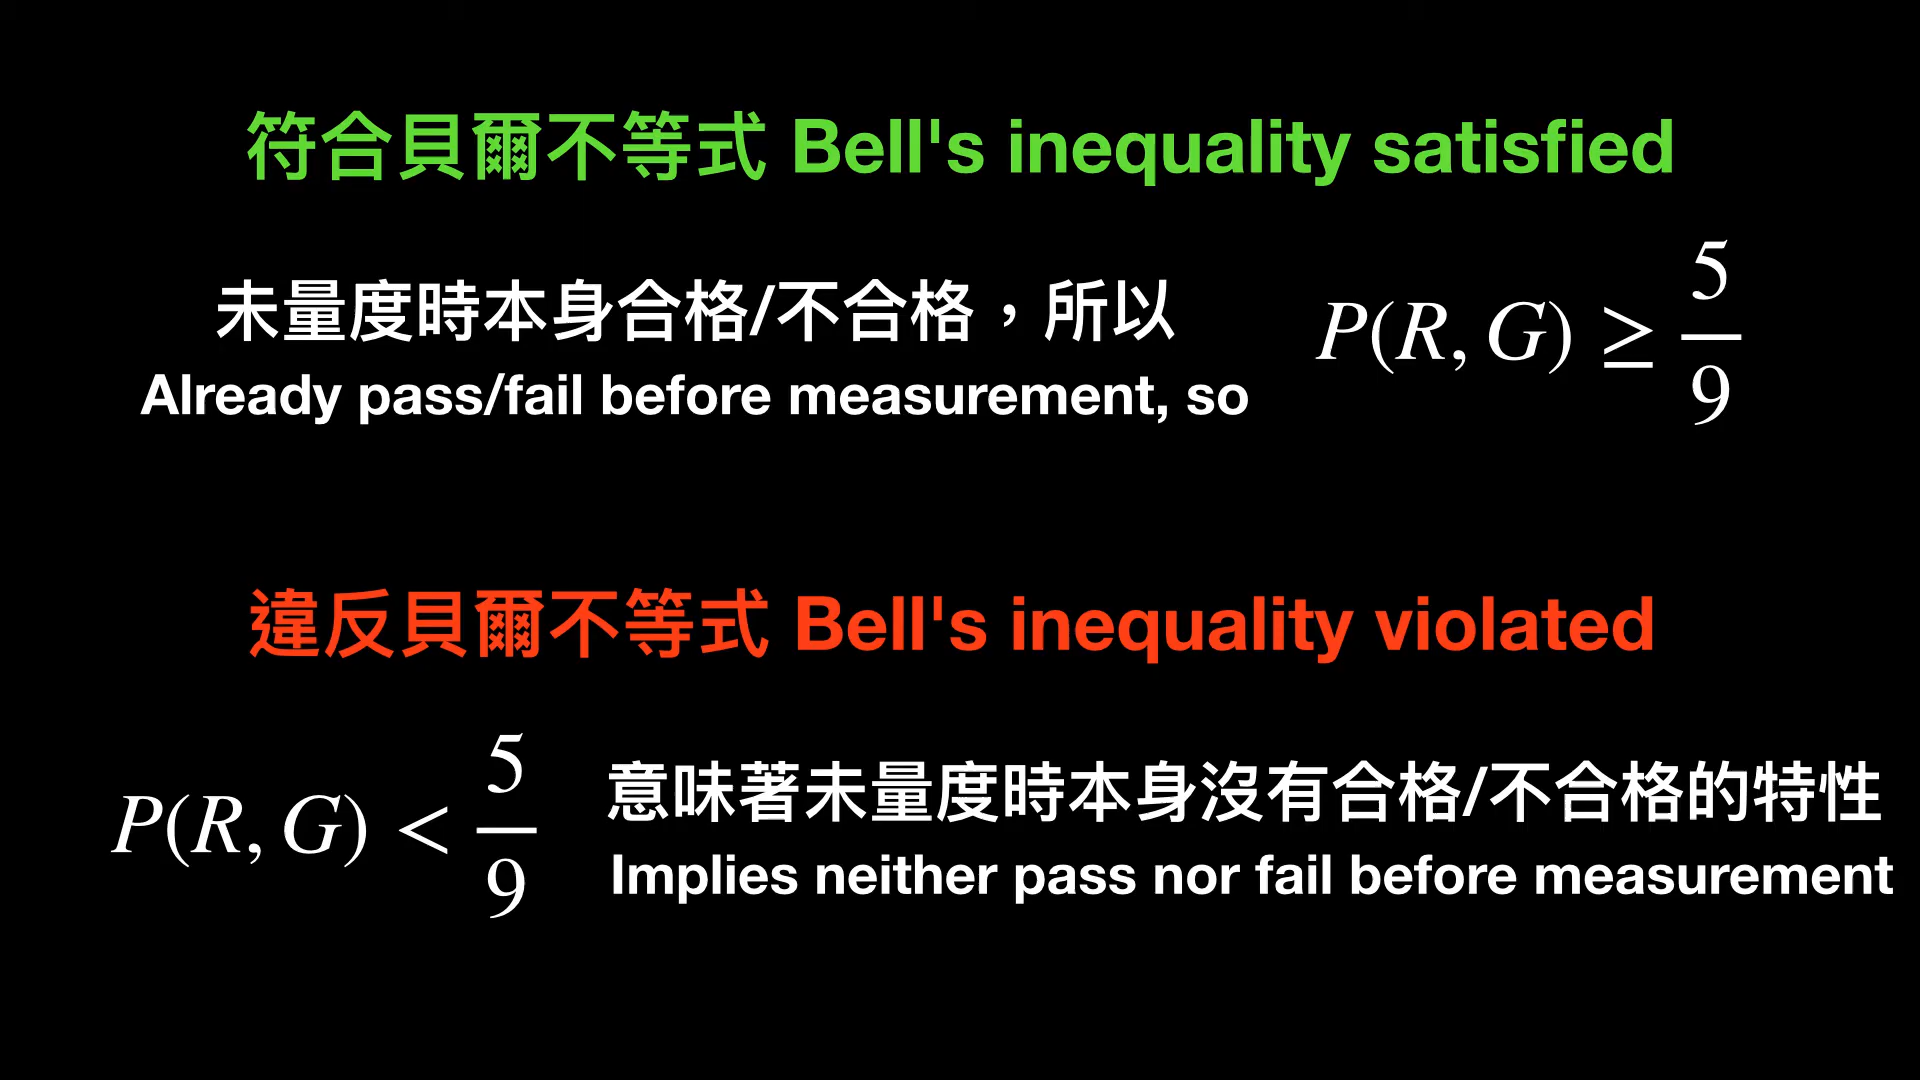 符合貝爾不等式 Bell's inequality satisfied
未量度時本身合格/不合格，所以
Already pass/fail before measurement, so
P(R, G) ≥ 5/9
違反貝爾不等式 Bell's inequality violated
P(R, G) < 5/9
意味著未量度時本身沒有合格/不合格的特性
Implies neither pass nor fail before measurement